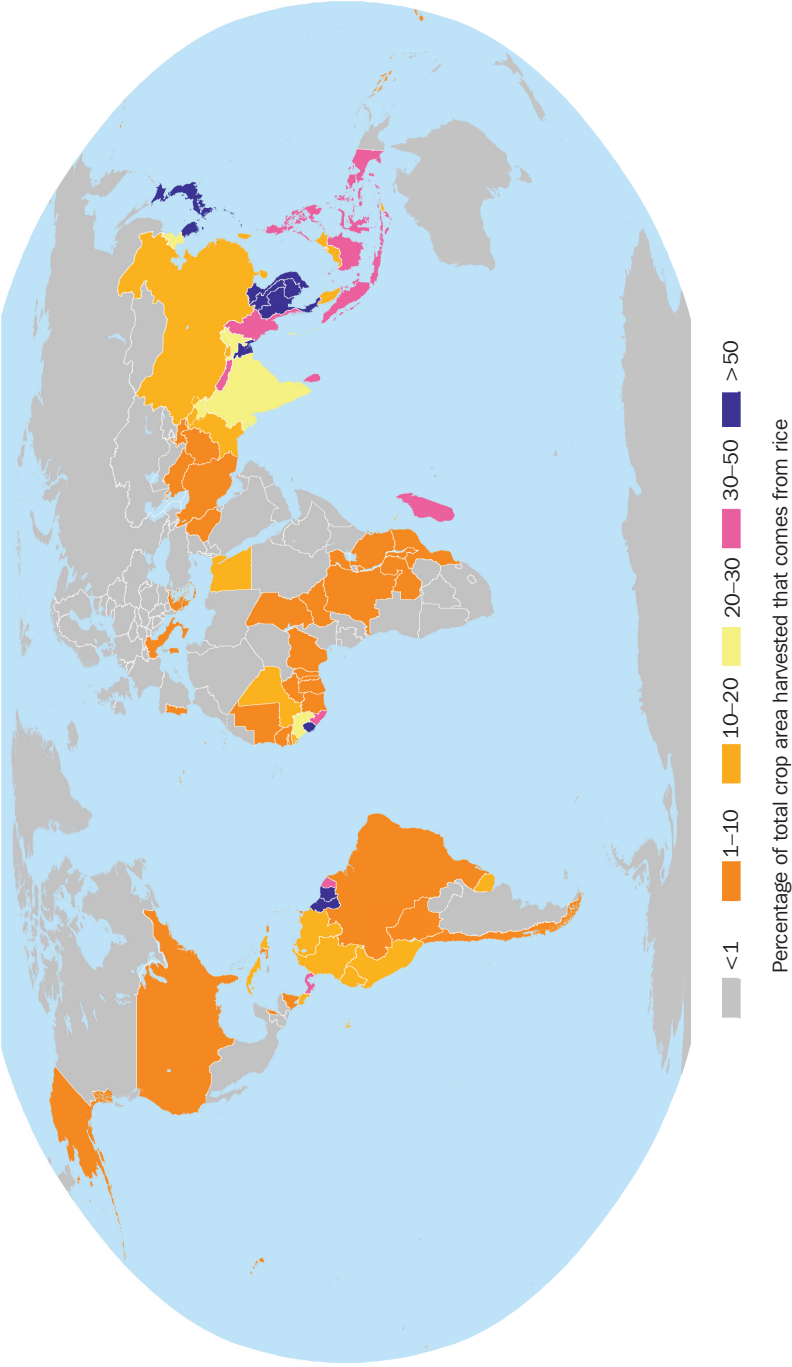 <1 1–10 10–20 20–30 30–50 >50
Percentage of total crop area harvested that comes from rice